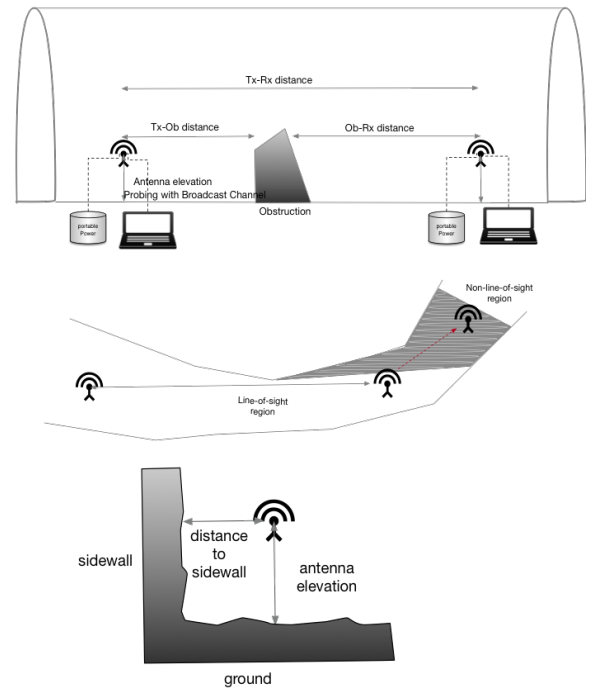 Tx-Rx distance
Tx-Ob distance
Ob-Rx distance
Antenna elevation
Probing with Broadcast Channel
portable
Power
Obstruction
portable
Power
Non-line-of-sight
region
Line-of-sight
region
distance
to
sidewall
sidewall
antenna
elevation
ground